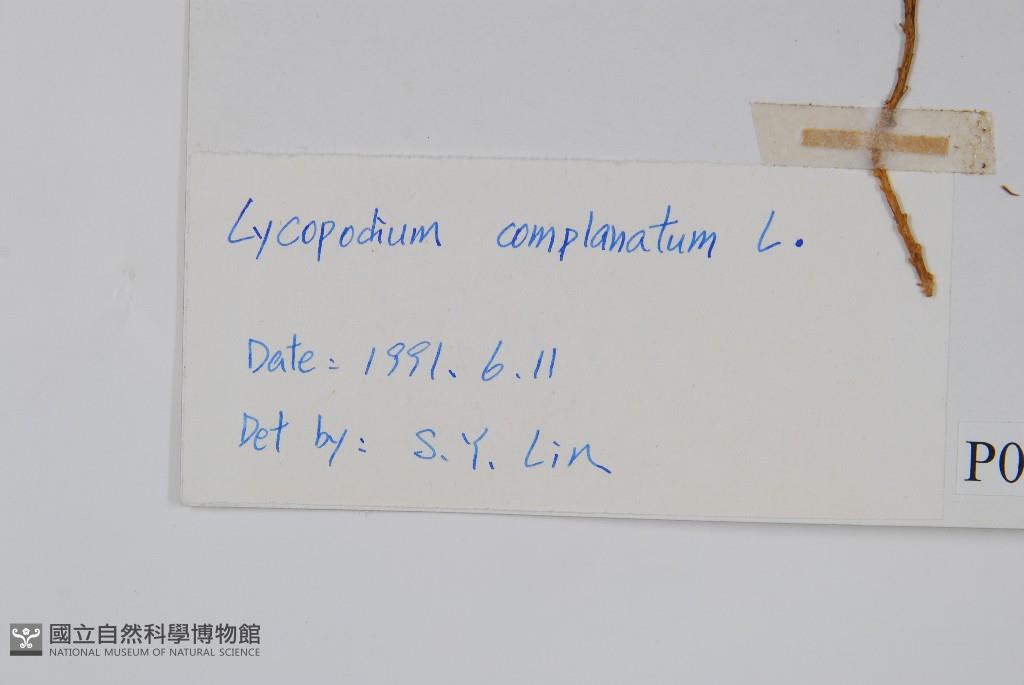 Lycopodium complanatum L.
Date: 1991. 6. 11
Det by: S. Y. Lin
P0
國立自然科學博物館
NATIONAL MUSEUM OF NATURAL SCIENCE